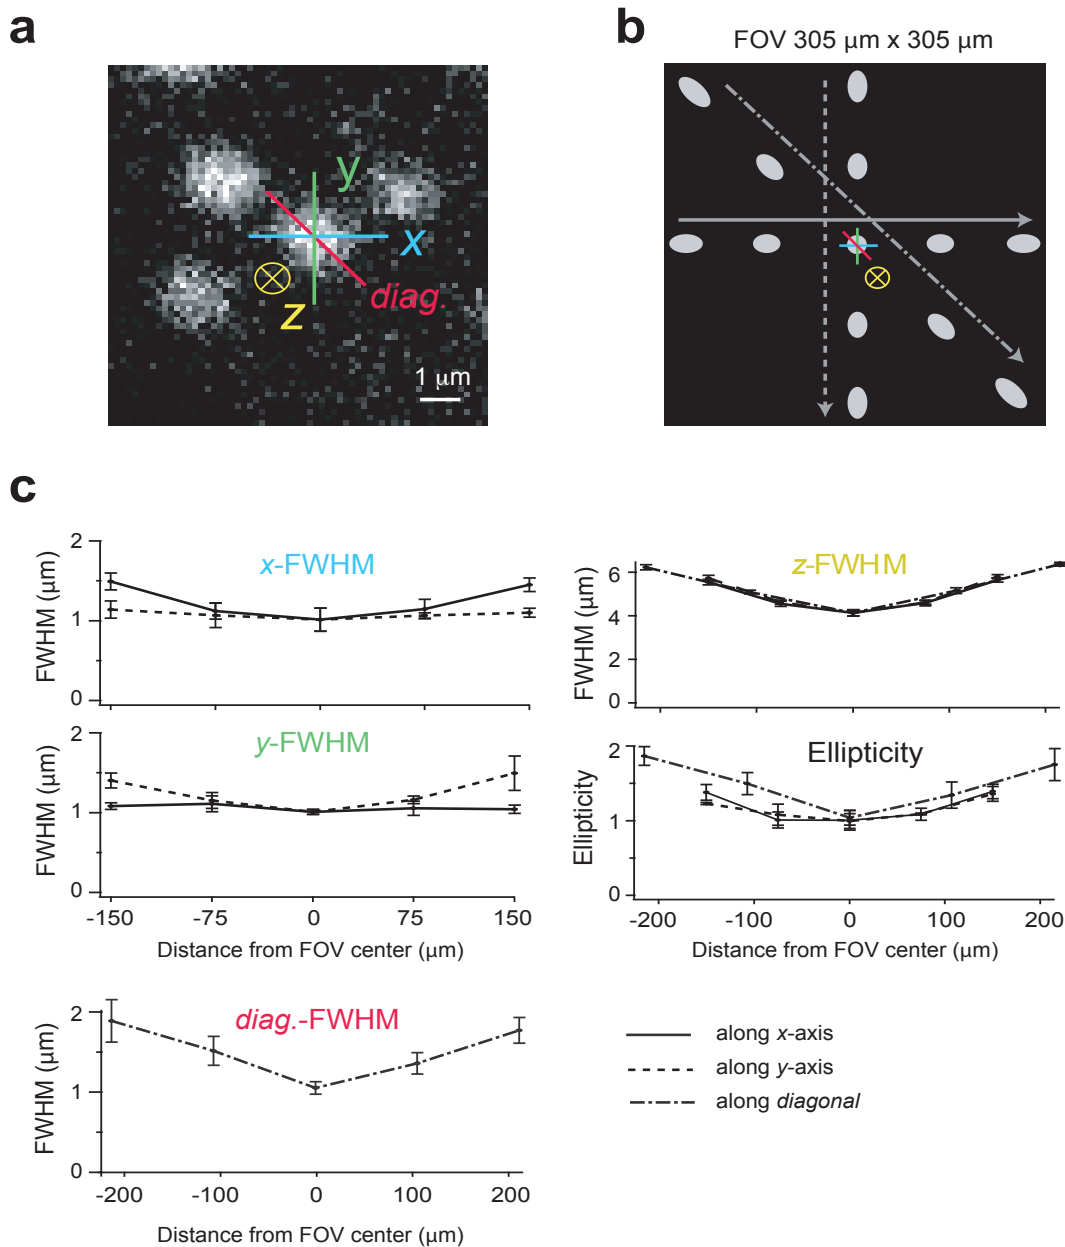 a
y
x
diag.
z
1 μm
b
FOV 305 μm x 305 μm
c
x-FWHM
FWHM (μm)
2
1
0
z-FWHM
FWHM (μm)
6
4
2
0
y-FWHM
FWHM (μm)
2
1
0
-150 -75 0 75 150
Distance from FOV center (μm)
Ellipticity
Ellipticity
2
1
0
-200 -100 0 100 200
Distance from FOV center (μm)
diag.-FWHM
FWHM (μm)
2
1
0
-200 -100 0 100 200
Distance from FOV center (μm)
along x-axis
along y-axis
along diagonal